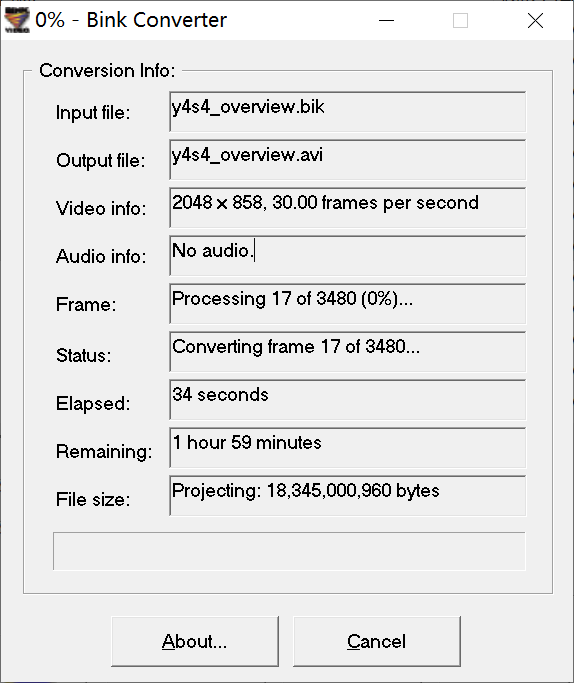 0% - Bink Converter
Conversion Info:
Input file: y4s4_overview.bik
Output file: y4s4_overview.avi
Video info: 2048 x 858, 30.00 frames per second
Audio info: No audio.
Frame: Processing 17 of 3480 (0%)...
Status: Converting frame 17 of 3480...
Elapsed: 34 seconds
Remaining: 1 hour 59 minutes
File size: Projecting: 18,345,000,960 bytes
About... Cancel